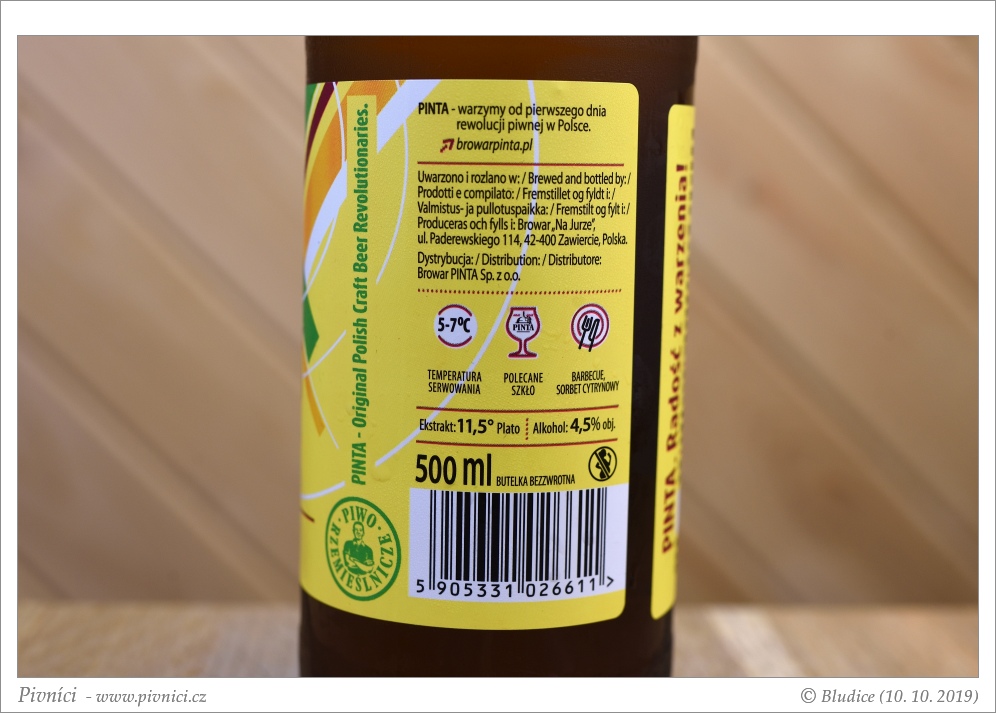 PINTA - Original Polish Craft Beer Revolutionaries.
PINTA - warzymy od pierwszego dnia
rewolucji piwnej w Polsce.
browarpinta.pl
Uwarzono i rozlano w: / Brewed and bottled by: /
Prodotti e compilato: / Fremstillet og fyldt i: /
Valmistus- ja pullotuspaikka: / Fremstilt og fylt i: /
Produceras och fylls i: Browar „Na Jurze",
ul. Paderewskiego 114, 42-400 Zawiercie, Polska.
Dystrybucja: / Distribution: / Distributore:
Browar PINTA Sp. z o.o.
5-7ºC
PINTA
TEMPERATURA
SERWOWANIA
POLECANE
SZKŁO
BARBECUE,
SORBET CYTRYNOWY
Ekstrakt: 11,5° Plato
Alkohol: 4,5% obj.
500 ml BUTELKA BEZZWROTNA
· PIWO ·
RZEMIEŚLNICZE
5 905331 026611 >
PINTA. Radość z warzenia!
Pivníci - www.pivnici.cz
© Bludice (10. 10. 2019)